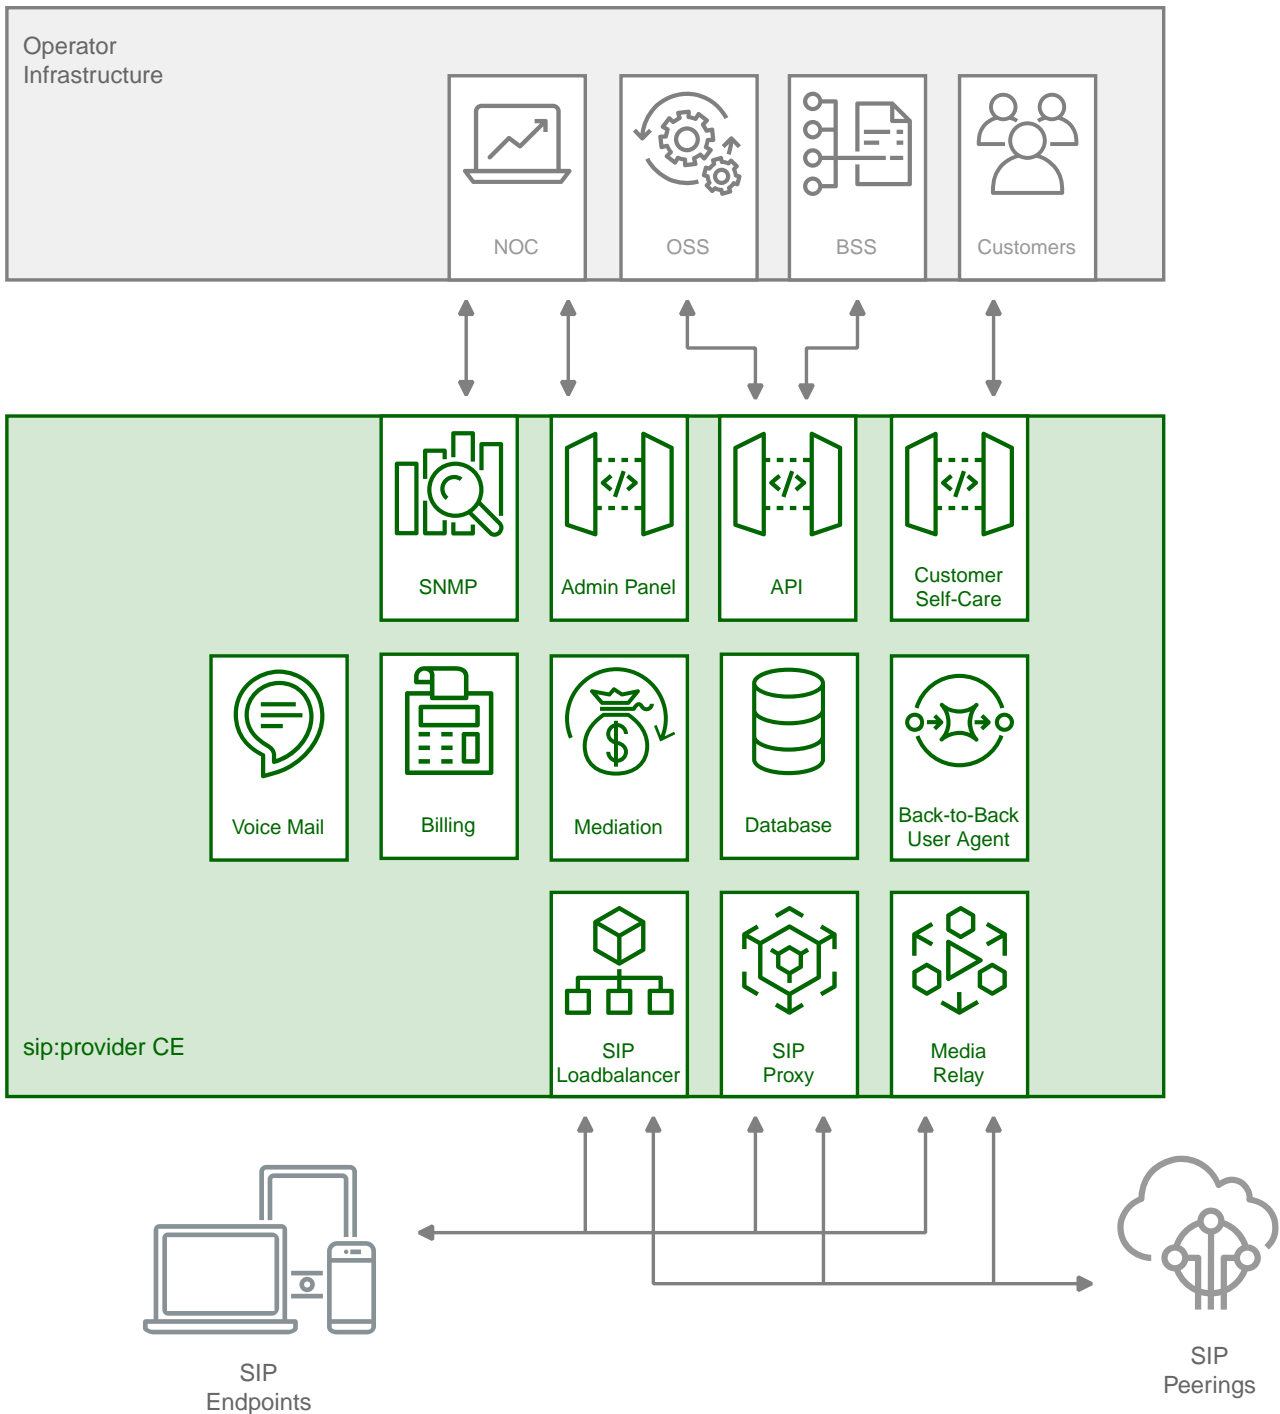 Operator
Infrastructure
NOC
OSS
BSS
Customers
SNMP
Admin Panel
API
Customer
Self-Care
Voice Mail
Billing
Mediation
Database
Back-to-Back
User Agent
sip:provider CE
SIP
Loadbalancer
SIP
Proxy
Media
Relay
SIP
Endpoints
SIP
Peerings